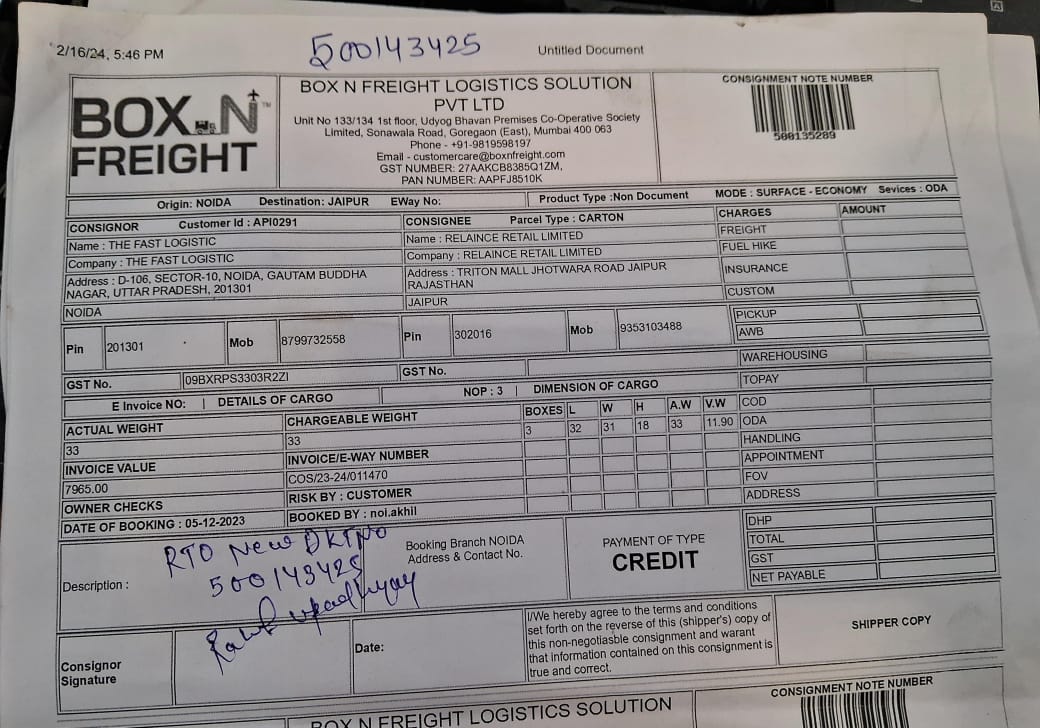 2/16/24, 5:46 PM
500143425
Untitled Document
BOX N FREIGHT
BOX N FREIGHT LOGISTICS SOLUTION PVT LTD
Unit No 133/134 1st floor, Udyog Bhavan Premises Co-Operative Society
Limited, Sonawala Road, Goregaon (East), Mumbai 400 063
Phone - +91-9819598197
Email - customercare@boxnfreight.com
GST NUMBER: 27AAKCB8385Q1ZM,
PAN NUMBER: AAPFJ8510K
CONSIGNMENT NOTE NUMBER
500135289
Origin: NOIDA Destination: JAIPUR EWay No: Product Type :Non Document MODE : SURFACE - ECONOMY Sevices : ODA
CONSIGNOR Customer Id : API0291
Name : THE FAST LOGISTIC
Company : THE FAST LOGISTIC
Address : D-106, SECTOR-10, NOIDA, GAUTAM BUDDHA
NAGAR, UTTAR PRADESH, 201301
NOIDA
Pin 201301 Mob 8799732558
GST No. 09BXRPS3303R2ZI
CONSIGNEE Parcel Type : CARTON
Name : RELAINCE RETAIL LIMITED
Company : RELAINCE RETAIL LIMITED
Address : TRITON MALL JHOTWARA ROAD JAIPUR
RAJASTHAN
JAIPUR
Pin 302016 Mob 9353103488
GST No.
CHARGES AMOUNT
FREIGHT
FUEL HIKE
INSURANCE
CUSTOM
PICKUP
AWB
WAREHOUSING
TOPAY
COD
ODA
HANDLING
APPOINTMENT
FOV
ADDRESS
DHP
TOTAL
GST
NET PAYABLE
E Invoice NO: | DETAILS OF CARGO NOP : 3 | DIMENSION OF CARGO
ACTUAL WEIGHT CHARGEABLE WEIGHT
33 33
INVOICE VALUE INVOICE/E-WAY NUMBER
7965.00 COS/23-24/011470
OWNER CHECKS RISK BY : CUSTOMER
DATE OF BOOKING : 05-12-2023 BOOKED BY : noi.akhil
BOXES L W H A.W V.W
3 32 31 18 33 11.90
Description :
RTO New DKT No
500143425
Booking Branch NOIDA
Address & Contact No.
PAYMENT OF TYPE
CREDIT
Consignor
Signature
Date:
I/We hereby agree to the terms and conditions
set forth on the reverse of this (shipper's) copy of
this non-negotiasble consignment and warant
that information contained on this consignment is
true and correct.
SHIPPER COPY
BOX N FREIGHT LOGISTICS SOLUTION
CONSIGNMENT NOTE NUMBER